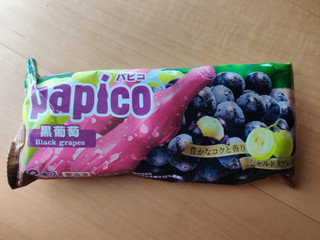 パピコ
papico
黒葡萄
Black grapes
豊かなコクと香り